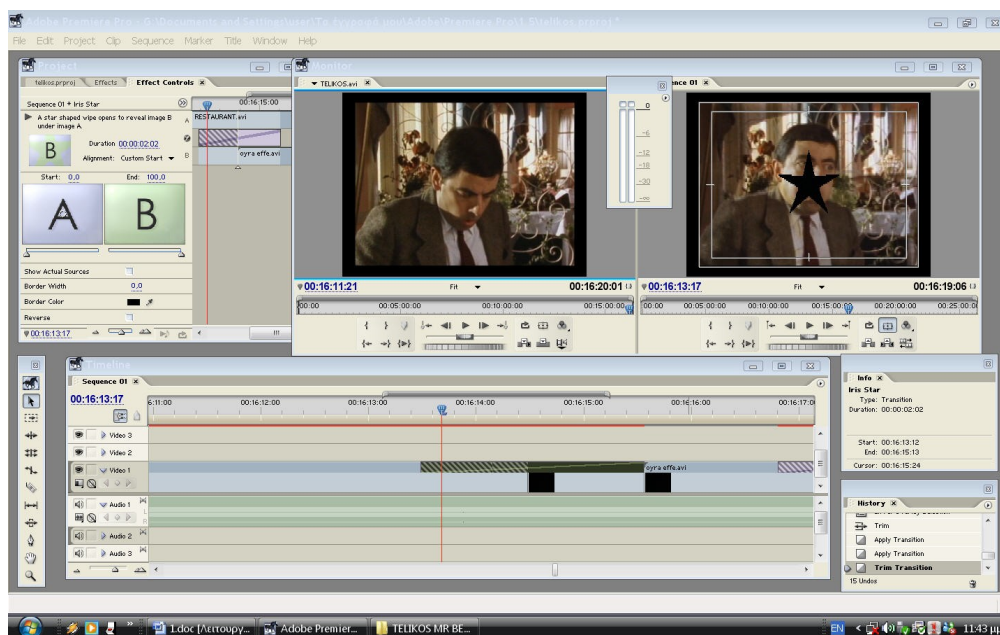 Adobe Premiere Pro - G:\Documents and Settings\user\Τα έγγραφά μου\Adobe\Premiere Pro\1.5\telikos.prproj *
File Edit Project Clip Sequence Marker Title Window Help
Project
telikos.prproj Effects Effect Controls
Sequence 01 * Iris Star
00:16:15:00
A star shaped wipe opens to reveal image B under image A.
A RESTAURANT.avi
B
Duration 00:00:02:02
Alignment: Custom Start
B oyra effe.avi
Start: 0,0 End: 100,0
A B
Show Actual Sources
Border Width 0,0
Border Color
Reverse
00:16:13:17
Monitor
TELIKOS.avi
00:16:11:21 Fit 00:16:20:01
00:00 00:05:00:00 00:10:00:00 00:15:00:00
0
-6
-12
-18
-30
-∞
ence 01
00:16:13:17 Fit 00:16:19:06
00:00 00:05:00:00 00:10:00:00 00:15:00 00:20:00:00 00:25:00:0
Timeline
Sequence 01
00:16:13:17
6:11:00 00:16:12:00 00:16:13:00 00:16:14:00 00:16:15:00 00:16:16:00 00:16:17:0
Video 3
Video 2
Video 1
oyra effe.avi
Audio 1
L
R
Audio 2
Audio 3
Info
Iris Star
Type: Transition
Duration: 00:00:02:02
Start: 00:16:13:12
End: 00:16:15:13
Cursor: 00:16:15:24
History
Trim
Apply Transition
Apply Transition
Trim Transition
15 Undos
1.doc [Λειτουργ... Adobe Premier... TELIKOS MR BE... EN 11:43 μμ